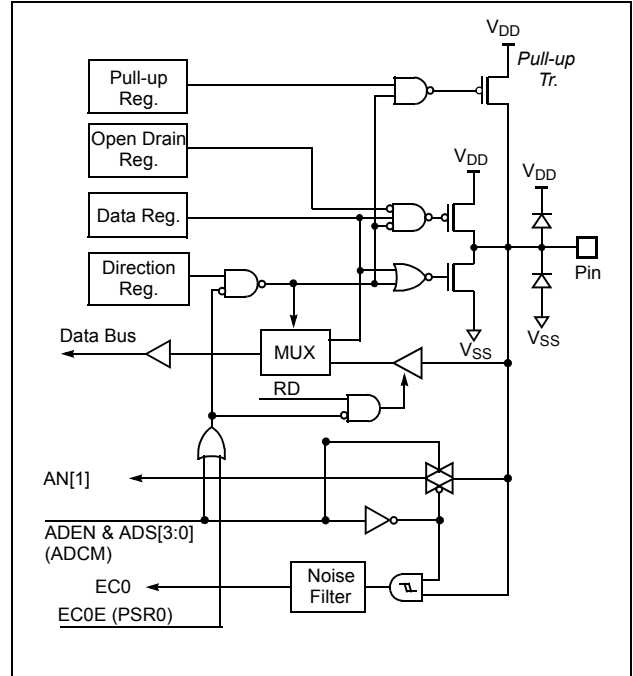 VDD
Pull-up
Tr.
Pull-up
Reg.
Open Drain
Reg.
VDD
VDD
Data Reg.
Direction
Reg.
Pin
Data Bus
MUX
VSS
VSS
RD
AN[1]
ADEN & ADS[3:0]
(ADCM)
EC0
Noise
Filter
EC0E (PSR0)